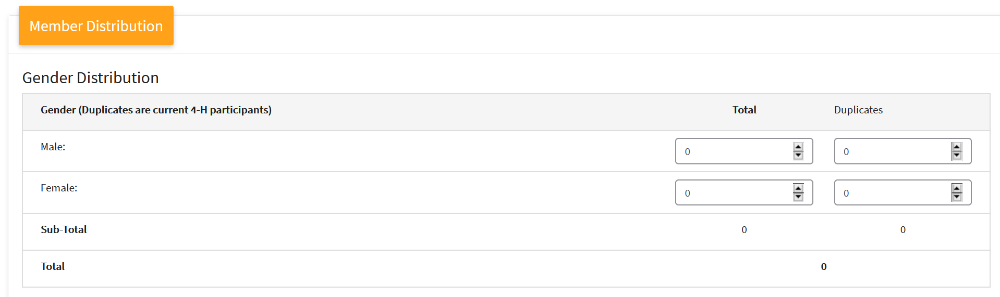 Member Distribution
Gender Distribution
Gender (Duplicates are current 4-H participants) Total Duplicates
Male: 0 0
Female: 0 0
Sub-Total 0 0
Total 0